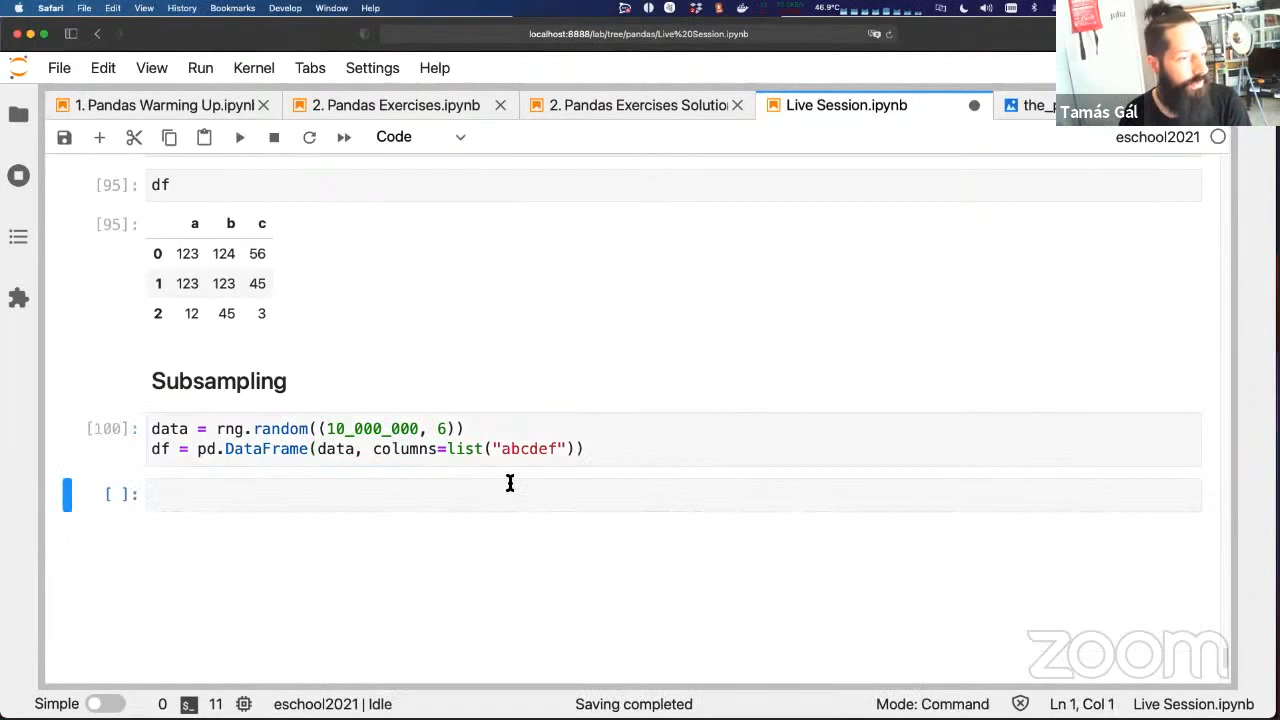 Safari File Edit View History Bookmarks Develop Window Help 46.9°C
localhost:8888/lab/tree/pandas/Live%20Session.ipynb
File Edit View Run Kernel Tabs Settings Help
1. Pandas Warming Up.ipynl 2. Pandas Exercises.ipynb 2. Pandas Exercises Solutio Live Session.ipynb the_p
Tamás Gál
Code eschool2021
[95]: df
[95]: a b c
0 123 124 56
1 123 123 45
2 12 45 3
Subsampling
[100]: data = rng.random((10_000_000, 6))
df = pd.DataFrame(data, columns=list("abcdef"))
[ ]:
zoom
Simple 0 $_ 11 eschool2021 | Idle Saving completed Mode: Command Ln 1, Col 1 Live Session.ipynb